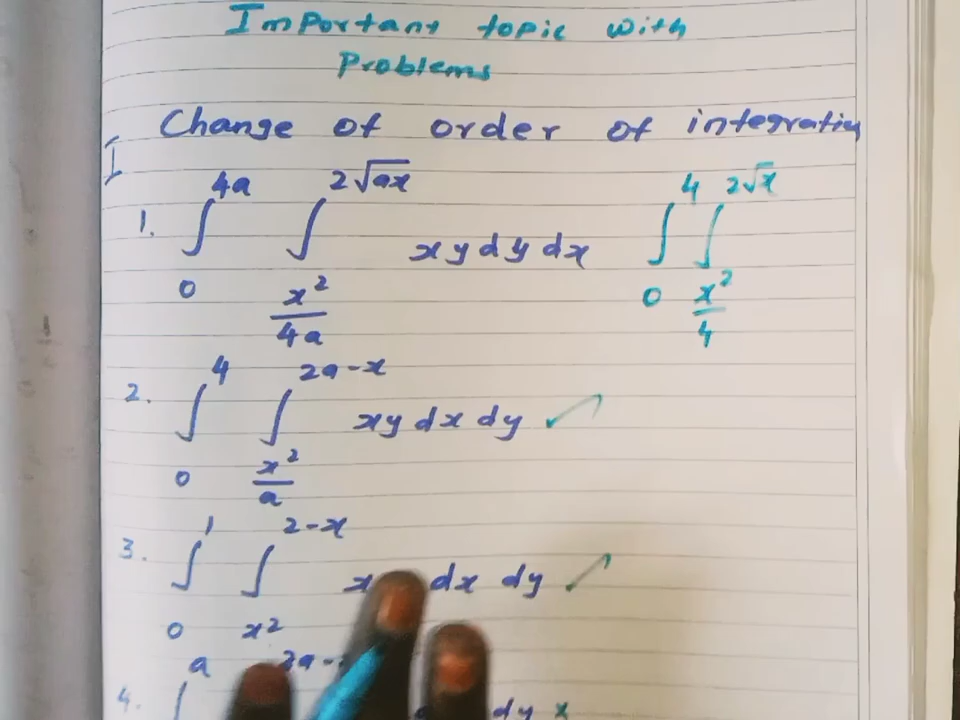 Important topic with
Problems
Change of order of integration
I
1. ∫₀^{4a} ∫_{x²/4a}^{2√ax} xy dy dx ∫₀^{4} ∫_{x²/4}^{2√x}
2. ∫₀^{4} ∫_{x²/a}^{2a-x} xy dx dy ✓
3. ∫₀^{1} ∫_{x²}^{2-x} x dx dy ✓
4. ∫^{a} dy x